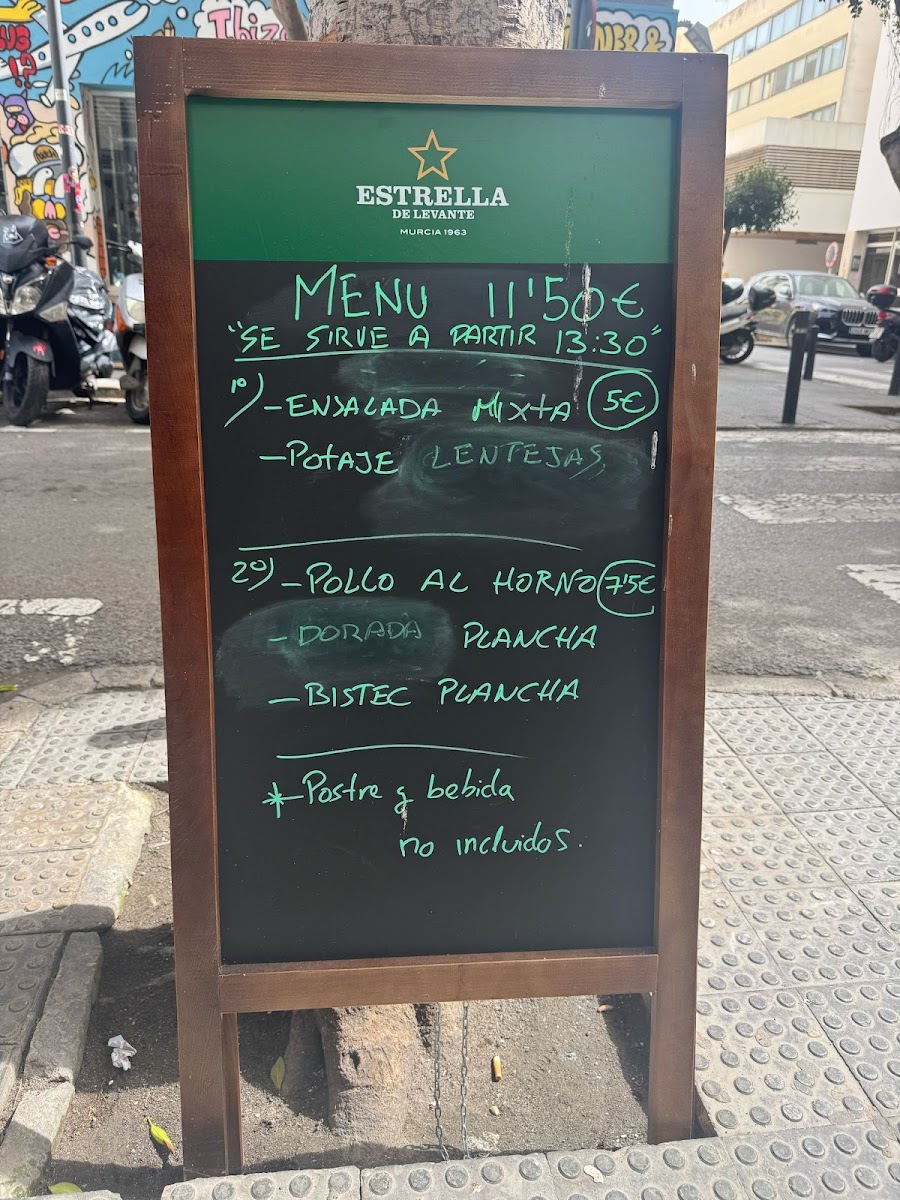 Ibiza
ESTRELLA
DE LEVANTE
MURCIA 1963
MENU 11'50€
"SE SIRVE A PARTIR 13:30"
1º) -ENSALADA MIXTA 5€
-POTAJE LENTEJAS
2º) -POLLO AL HORNO 7'5€
- DORADA PLANCHA
- BISTEC PLANCHA
*-Postre y bebida
no incluidos.